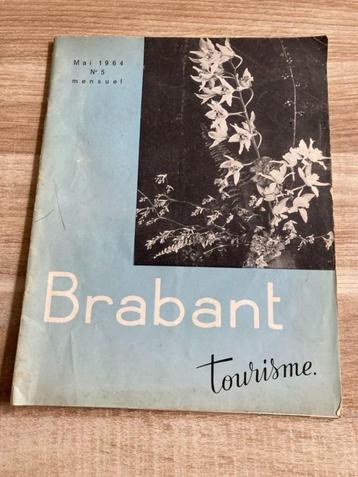 Mai 1964
N° 5
mensuel
Brabant
tourisme.